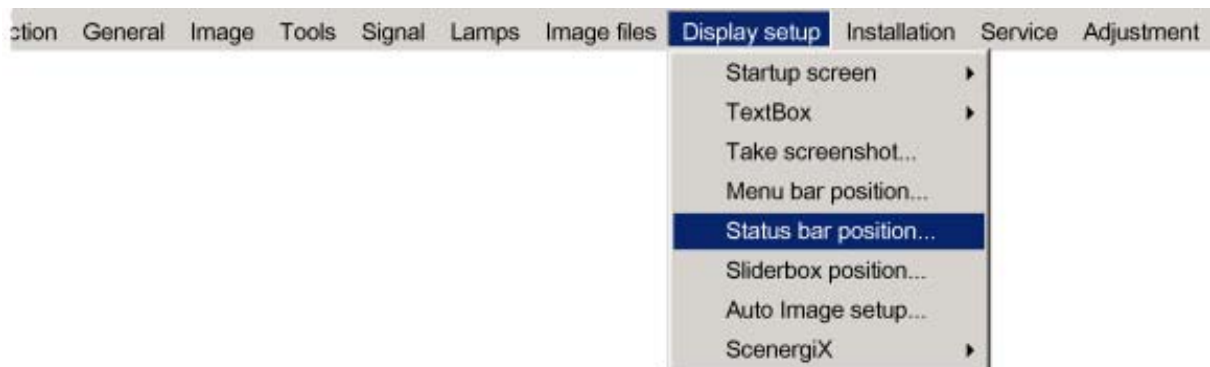 ction General Image Tools Signal Lamps Image files Display setup Installation Service Adjustment
Startup screen
TextBox
Take screenshot...
Menu bar position...
Status bar position...
Sliderbox position...
Auto Image setup...
ScenergiX